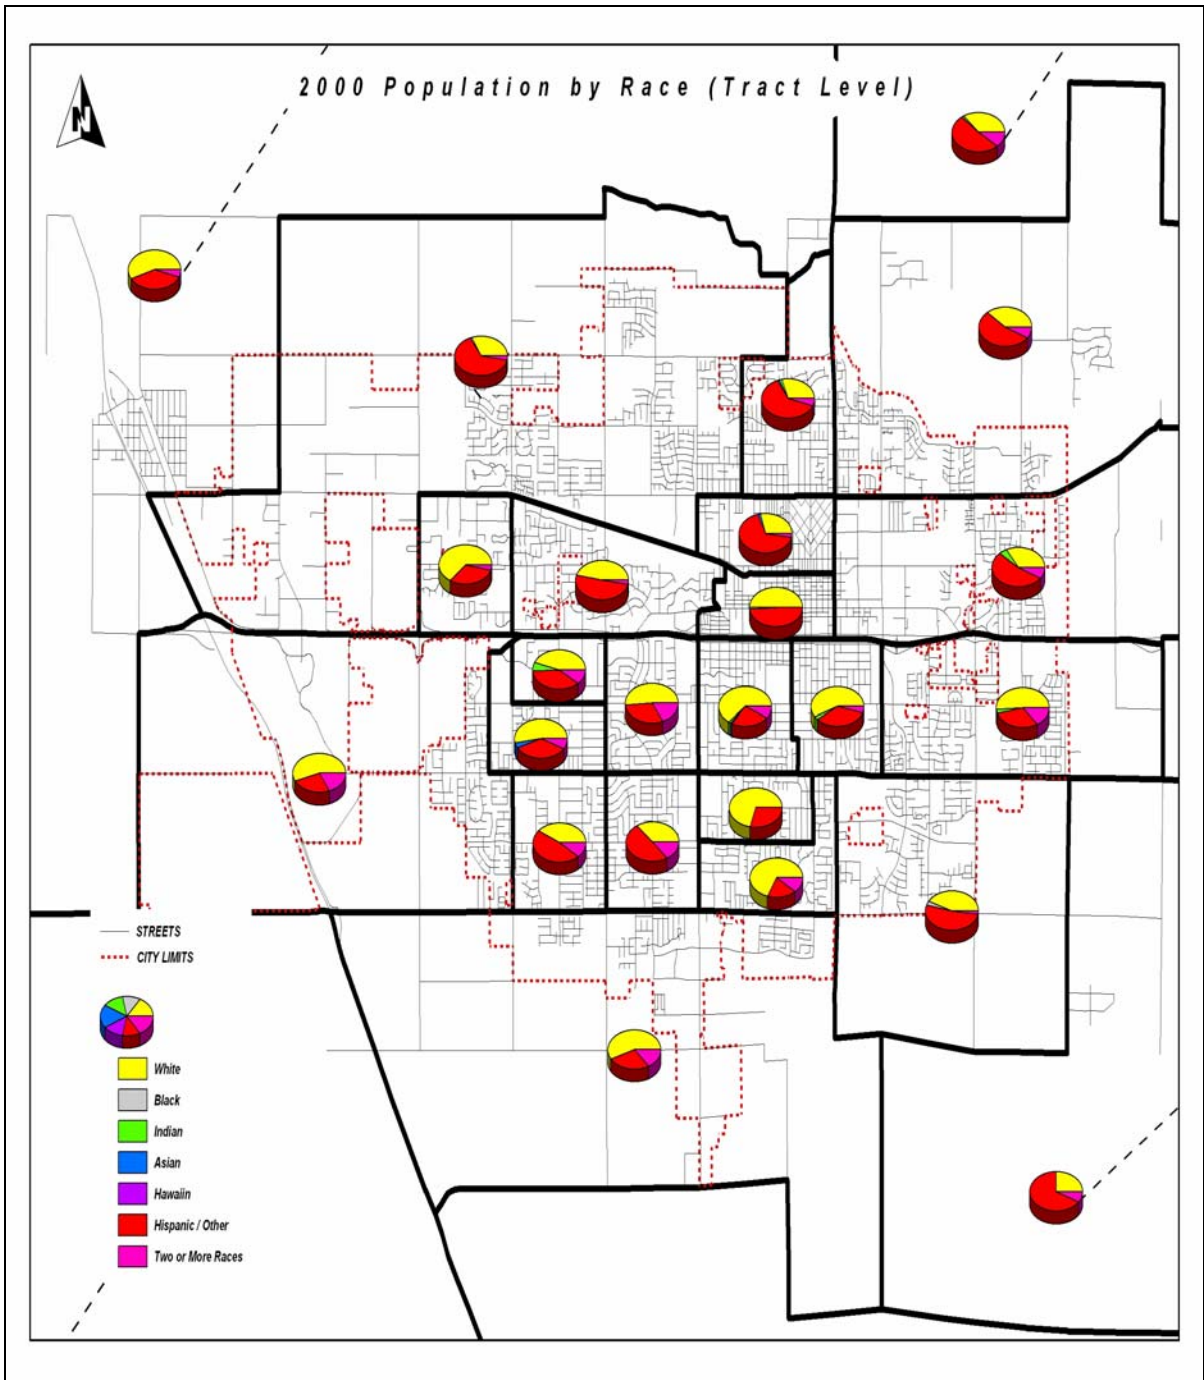 2000 Population by Race (Tract Level)
N
STREETS
CITY LIMITS
White
Black
Indian
Asian
Hawaiin
Hispanic / Other
Two or More Races